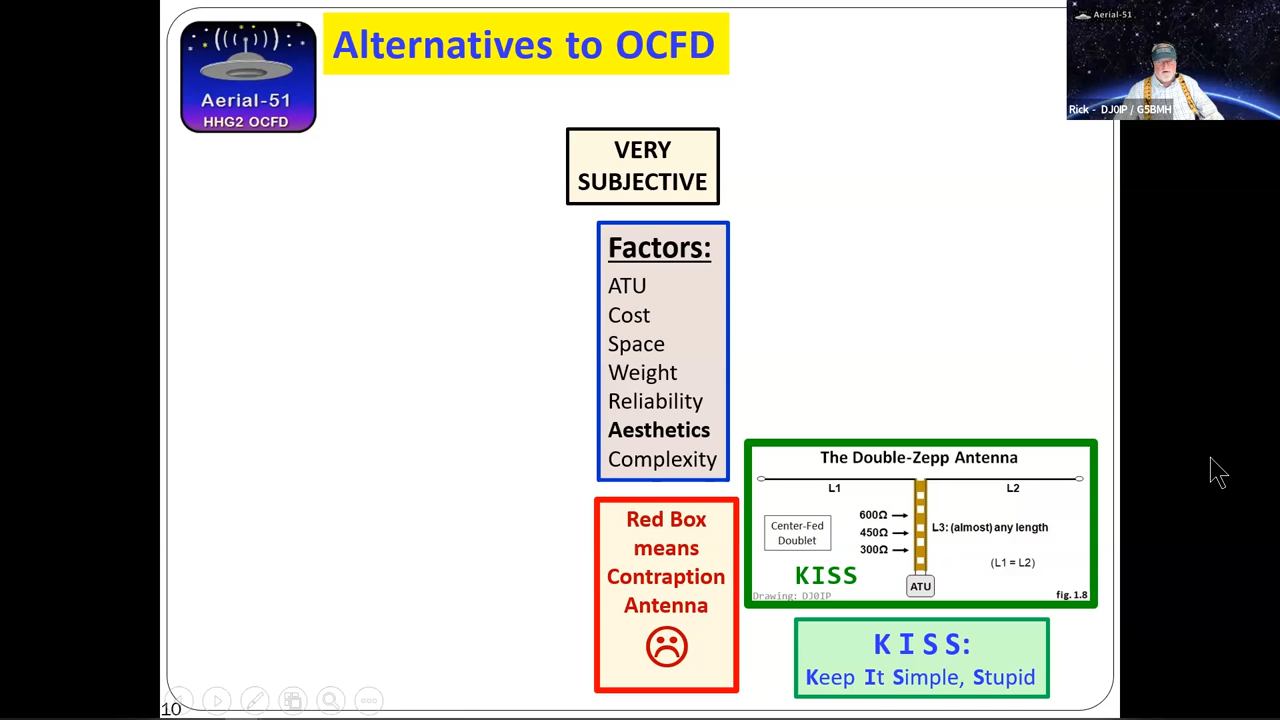 Alternatives to OCFD
Aerial-51
HHG2 OCFD
Aerial-51
Rick - DJ0IP / G5BMH
VERY
SUBJECTIVE
Factors:
ATU
Cost
Space
Weight
Reliability
Aesthetics
Complexity
Red Box
means
Contraption
Antenna
The Double-Zepp Antenna
L1
L2
600Ω
450Ω
300Ω
L3: (almost) any length
Center-Fed
Doublet
(L1 = L2)
KISS
ATU
Drawing: DJ0IP
fig. 1.8
K I S S:
Keep It Simple, Stupid
10